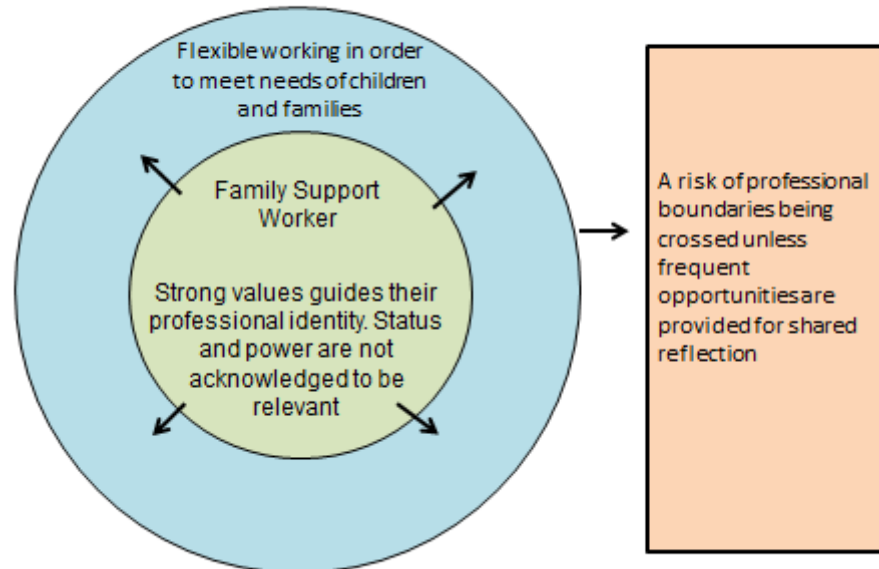 Flexible working in order
to meet needs of children
and families
Family Support
Worker
Strong values guides their
professional identity. Status
and power are not
acknowledged to be
relevant
A risk of professional
boundaries being
crossed unless
frequent
opportunities are
provided for shared
reflection